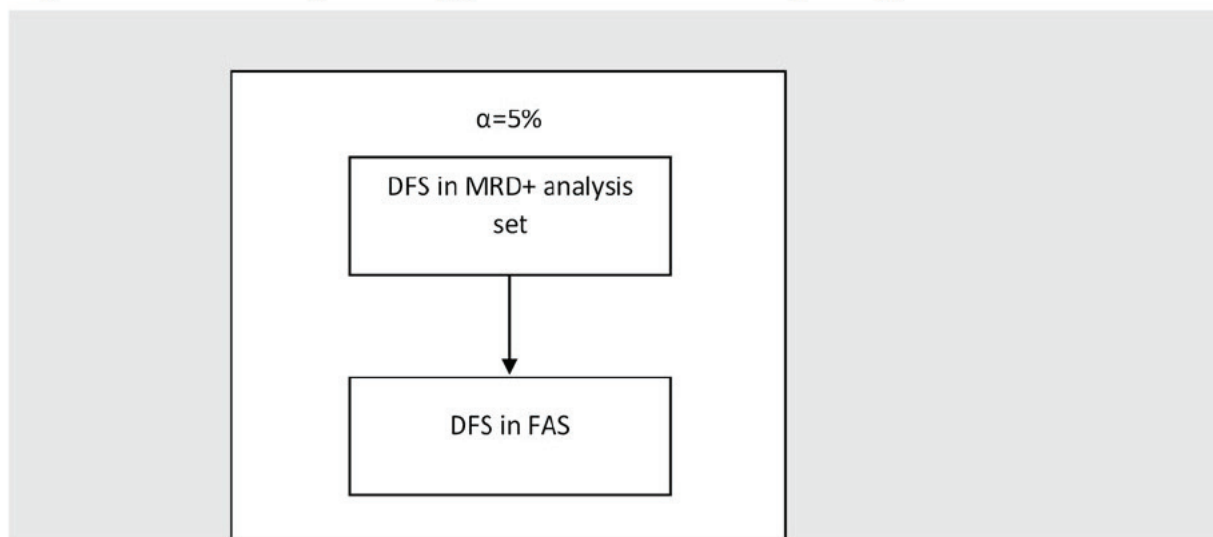 α=5%
DFS in MRD+ analysis
set
DFS in FAS